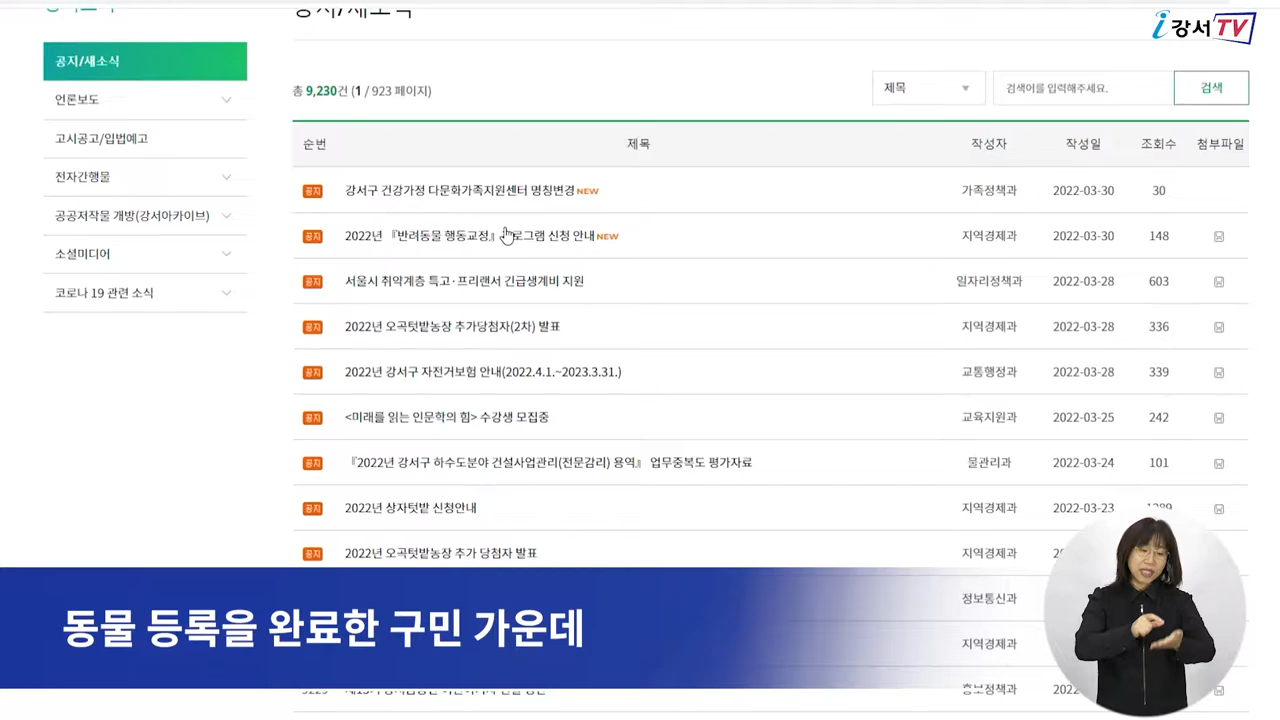 공지/새소식
i강서TV
공지/새소식
언론보도
고시공고/입법예고
전자간행물
공공저작물 개방(강서아카이브)
소셜미디어
코로나 19 관련 소식
총 9,230건 (1 / 923 페이지)
제목
검색어를 입력해주세요.
검색
순번 제목 작성자 작성일 조회수 첨부파일
공지 강서구 건강가정 다문화가족지원센터 명칭변경 NEW 가족정책과 2022-03-30 30
공지 2022년 『반려동물 행동교정』 프로그램 신청 안내 NEW 지역경제과 2022-03-30 148
공지 서울시 취약계층 특고·프리랜서 긴급생계비 지원 일자리정책과 2022-03-28 603
공지 2022년 오곡텃밭농장 추가당첨자(2차) 발표 지역경제과 2022-03-28 336
공지 2022년 강서구 자전거보험 안내(2022.4.1.~2023.3.31.) 교통행정과 2022-03-28 339
공지 <미래를 읽는 인문학의 힘> 수강생 모집중 교육지원과 2022-03-25 242
공지 『2022년 강서구 하수도분야 건설사업관리(전문감리) 용역』 업무중복도 평가자료 물관리과 2022-03-24 101
공지 2022년 상자텃밭 신청안내 지역경제과 2022-03-23 1289
공지 2022년 오곡텃밭농장 추가 당첨자 발표 지역경제과
정보통신과
지역경제과
홍보정책과 2022
동물 등록을 완료한 구민 가운데